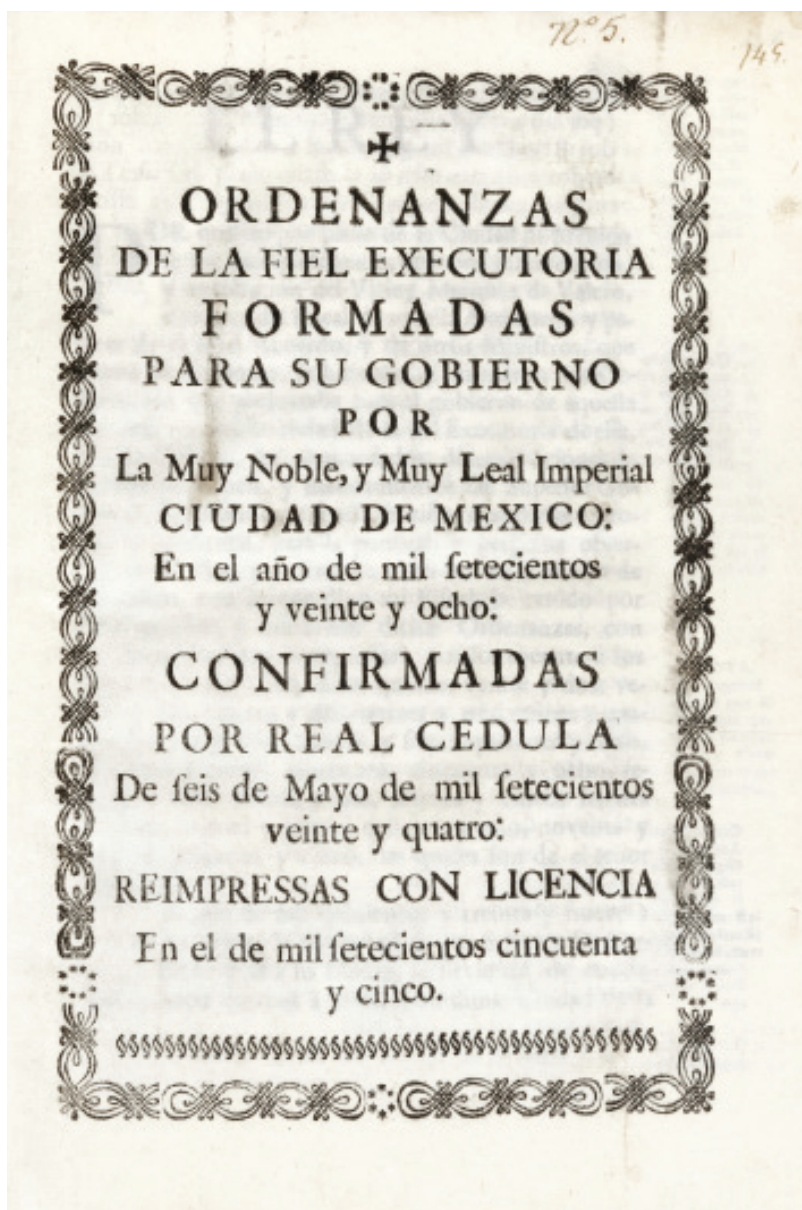 Nº 5.
145.
✠
ORDENANZAS
DE LA FIEL EXECUTORIA
FORMADAS
PARA SU GOBIERNO
POR
La Muy Noble, y Muy Leal Imperial
CIUDAD DE MEXICO:
En el año de mil ſetecientos
y veinte y ocho:
CONFIRMADAS
POR REAL CEDULA
De ſeis de Mayo de mil ſetecientos
veinte y quatro:
REIMPRESSAS CON LICENCIA
En el de mil ſetecientos cincuenta
y cinco.